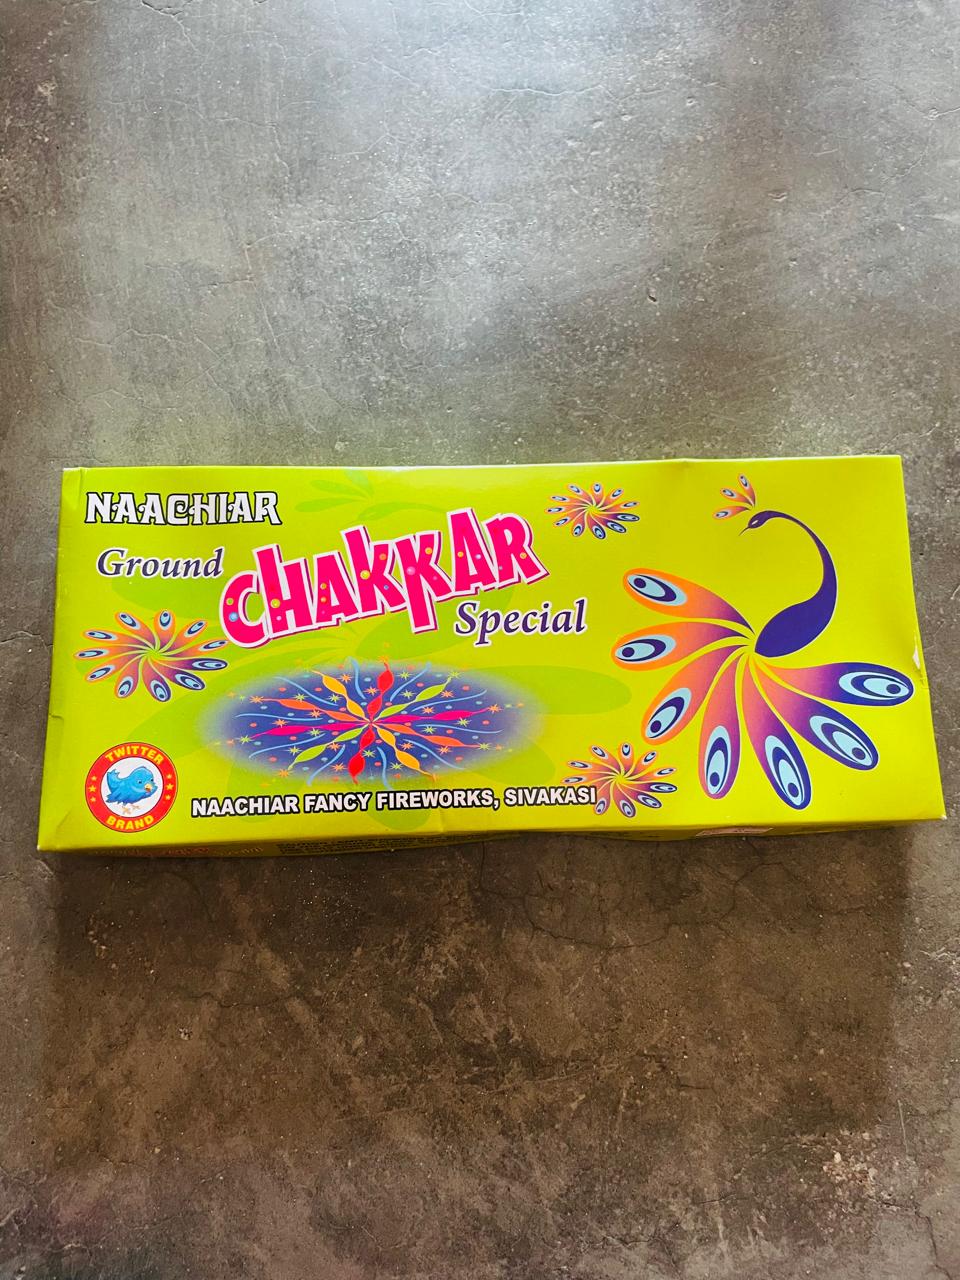 NAACHIAR
Ground
CHAKKAR
Special
TWITTER
BRAND
NAACHIAR FANCY FIREWORKS, SIVAKASI